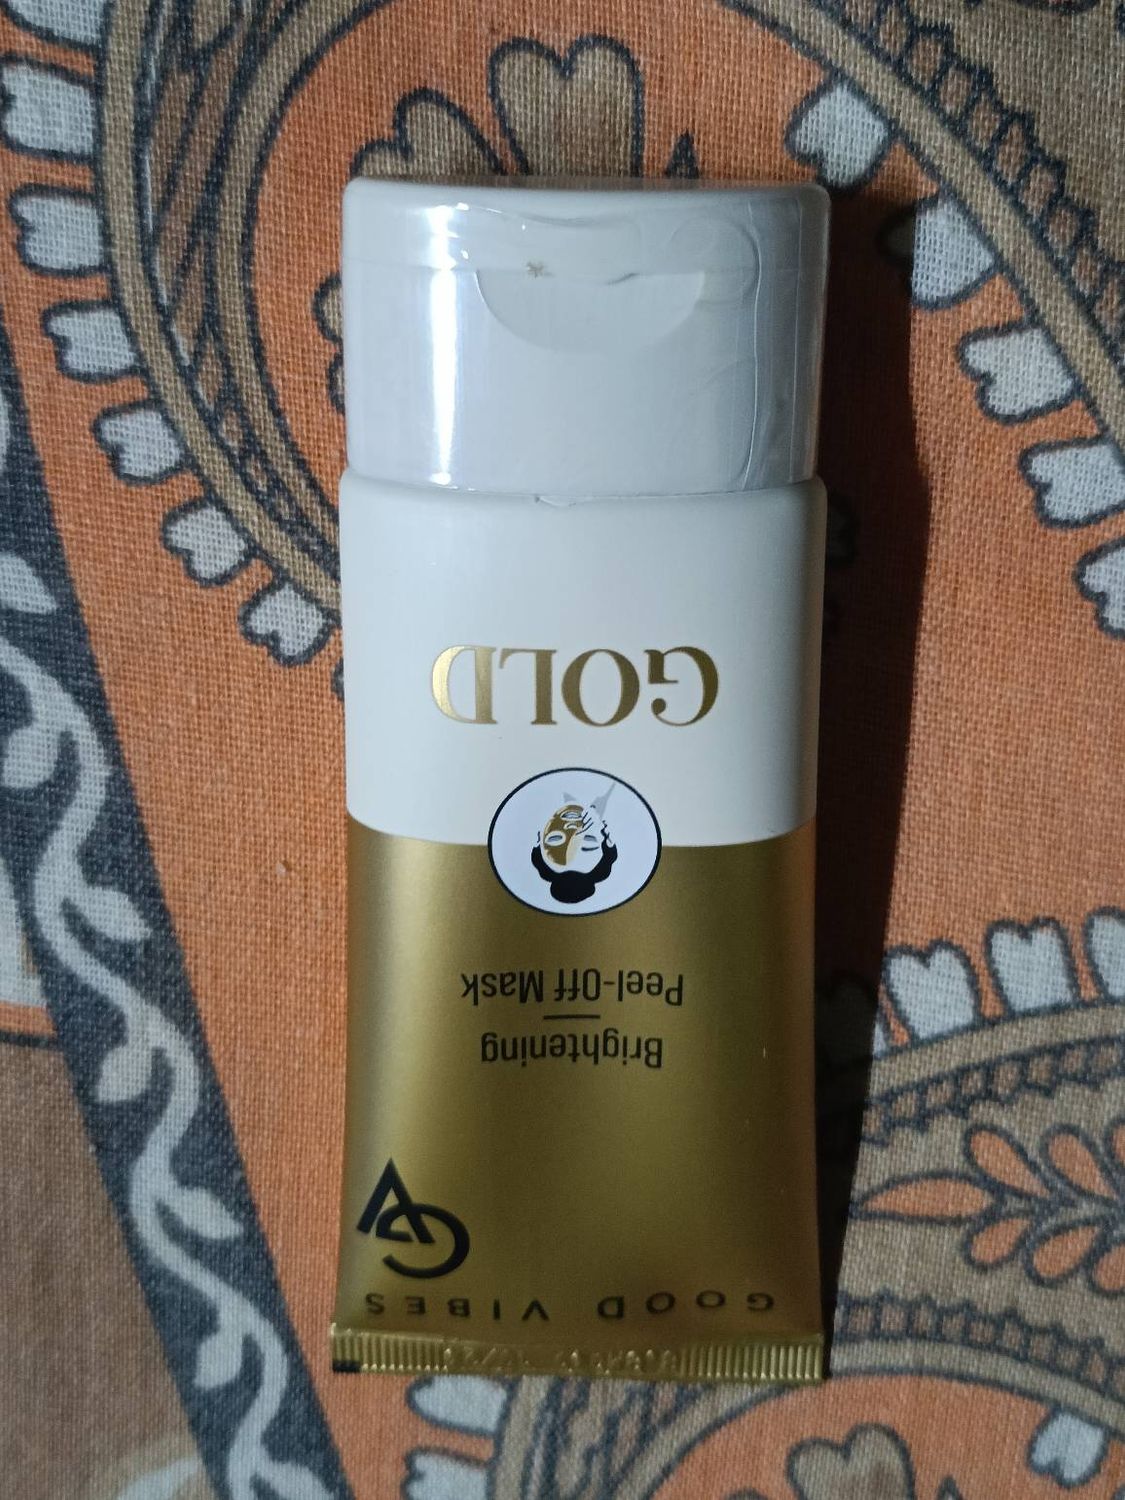 GOOD VIBES
Brightening
Peel-Off Mask
GOLD